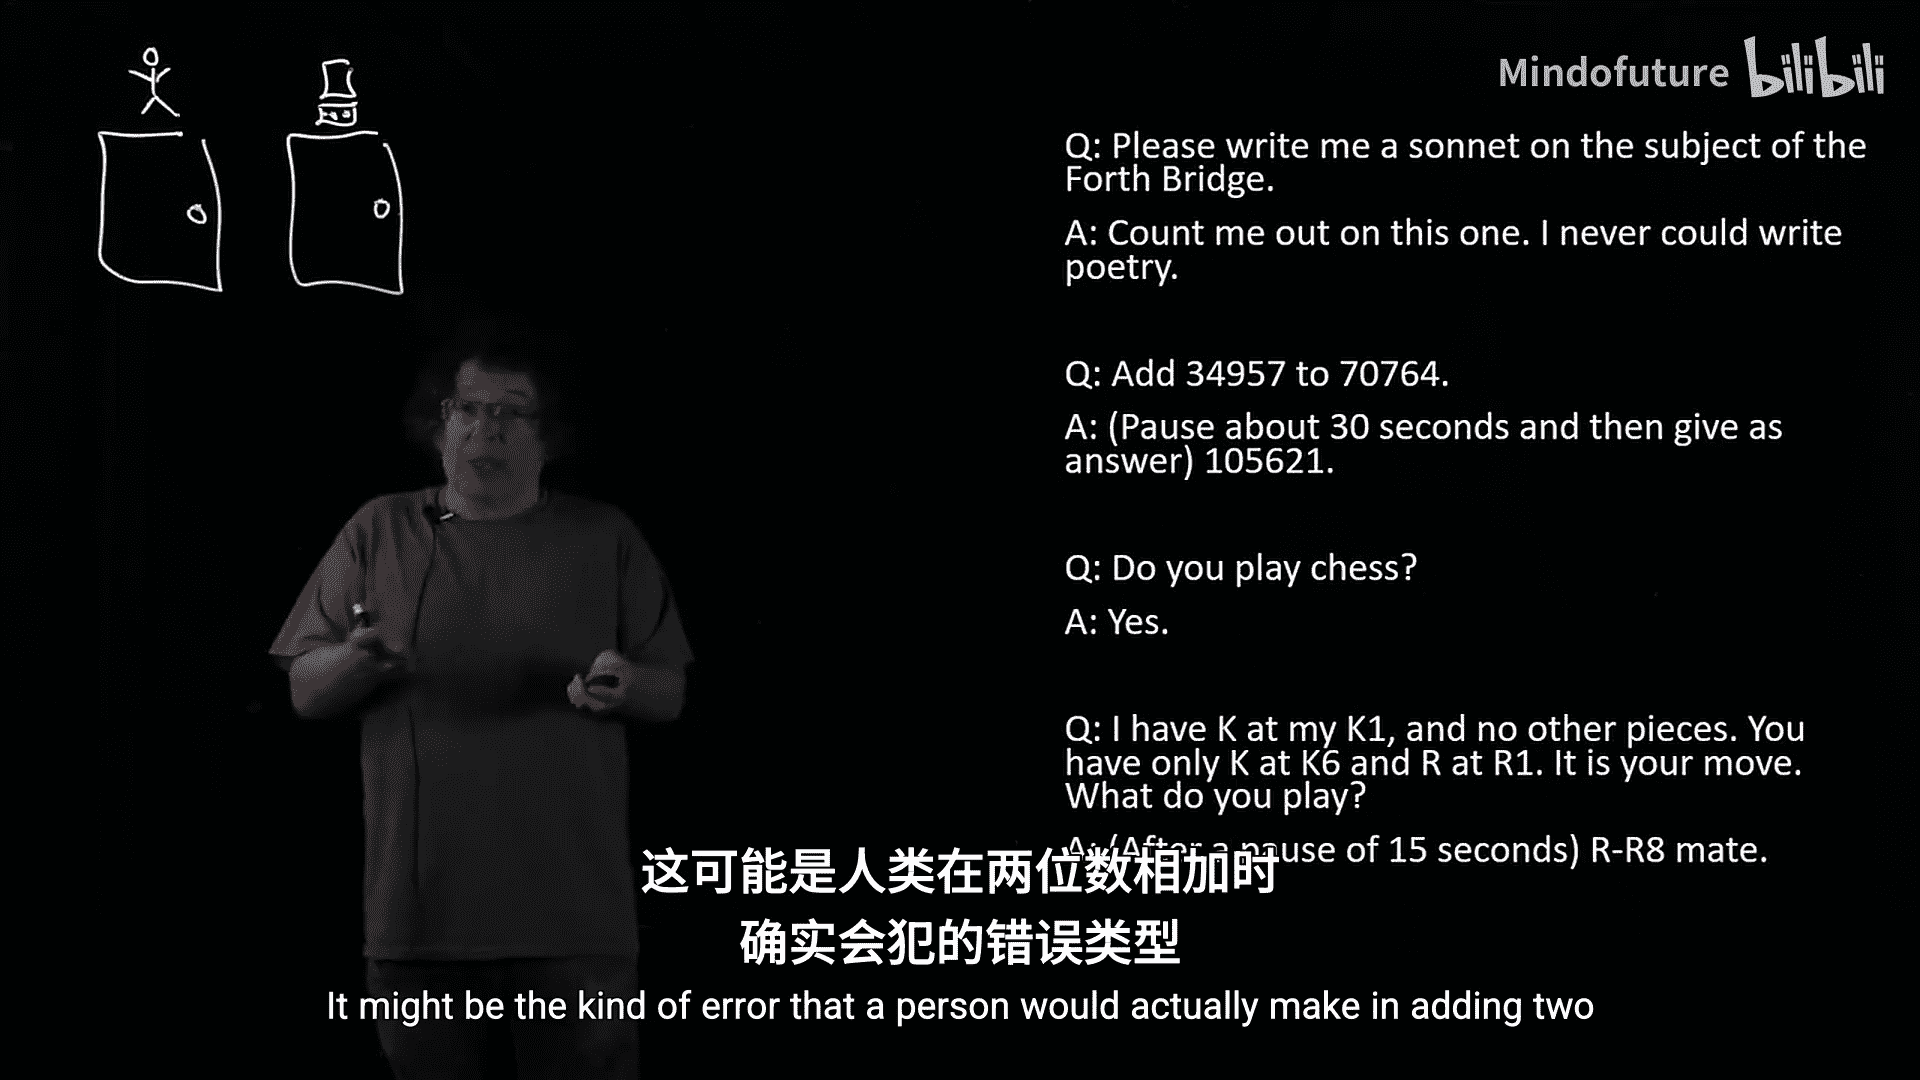 Mindofuture bilibili
Q: Please write me a sonnet on the subject of the
Forth Bridge.
A: Count me out on this one. I never could write
poetry.
Q: Add 34957 to 70764.
A: (Pause about 30 seconds and then give as
answer) 105621.
Q: Do you play chess?
A: Yes.
Q: I have K at my K1, and no other pieces. You
have only K at K6 and R at R1. It is your move.
What do you play?
A: (After a pause of 15 seconds) R-R8 mate.
这可能是人类在两位数相加时
确实会犯的错误类型
It might be the kind of error that a person would actually make in adding two